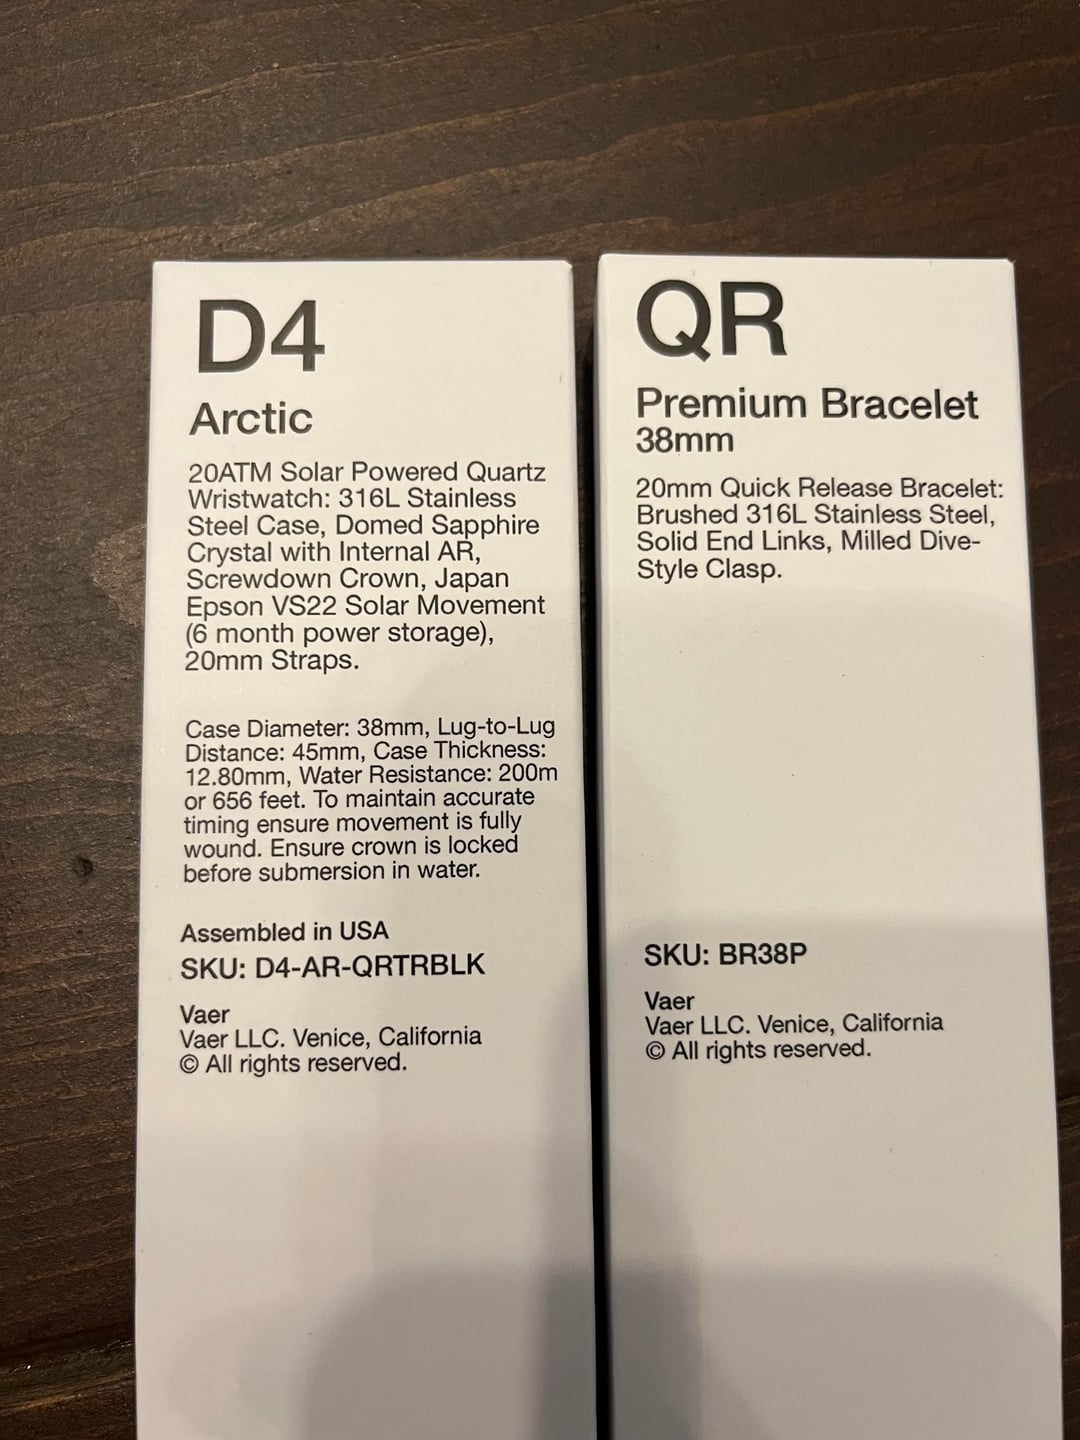 D4
Arctic
20ATM Solar Powered Quartz
Wristwatch: 316L Stainless
Steel Case, Domed Sapphire
Crystal with Internal AR,
Screwdown Crown, Japan
Epson VS22 Solar Movement
(6 month power storage),
20mm Straps.
Case Diameter: 38mm, Lug-to-Lug
Distance: 45mm, Case Thickness:
12.80mm, Water Resistance: 200m
or 656 feet. To maintain accurate
timing ensure movement is fully
wound. Ensure crown is locked
before submersion in water.
Assembled in USA
SKU: D4-AR-QRTRBLK
Vaer
Vaer LLC. Venice, California
© All rights reserved.
QR
Premium Bracelet
38mm
20mm Quick Release Bracelet:
Brushed 316L Stainless Steel,
Solid End Links, Milled Dive-
Style Clasp.
SKU: BR38P
Vaer
Vaer LLC. Venice, California
© All rights reserved.